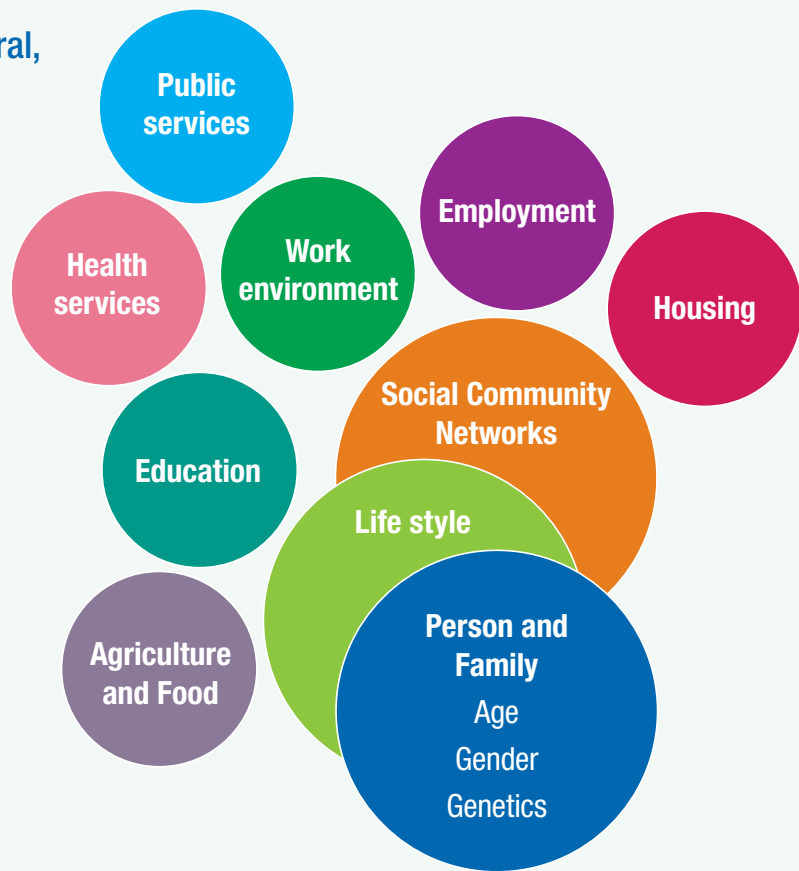 ral,
Public
services
Employment
Work
environment
Health
services
Housing
Social Community
Networks
Education
Life style
Person and
Family
Age
Gender
Genetics
Agriculture
and Food